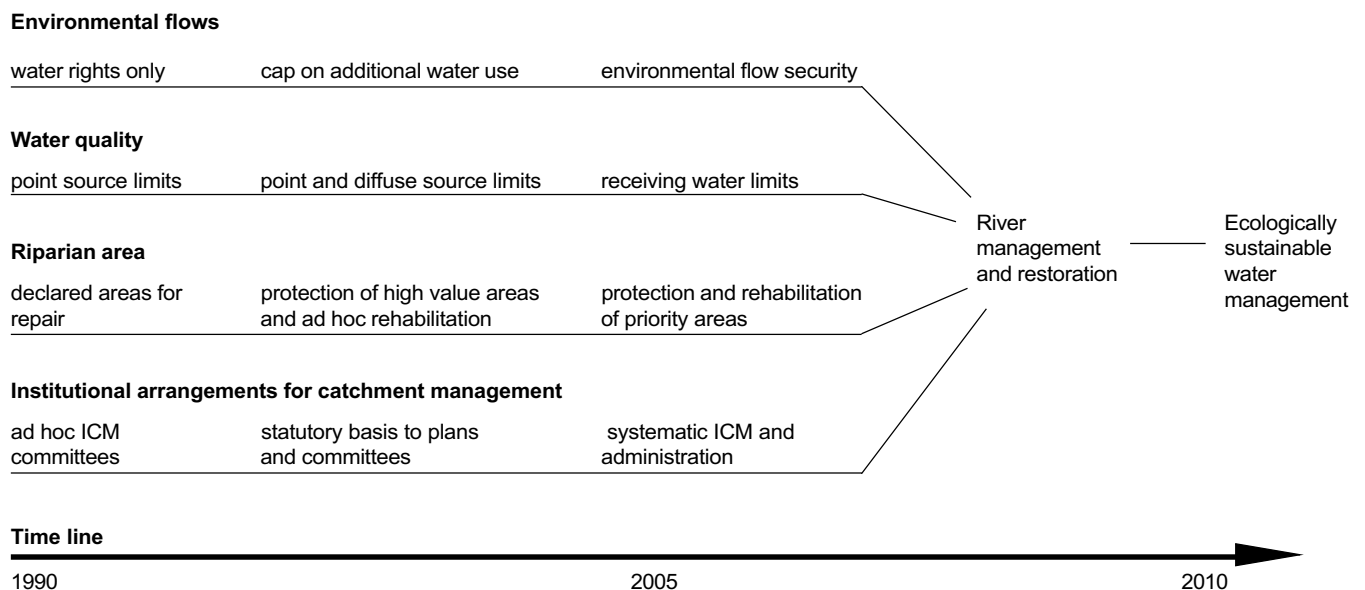 Environmental flows
water rights only cap on additional water use environmental flow security
Water quality
point source limits point and diffuse source limits receiving water limits
Riparian area
declared areas for
repair
protection of high value areas
and ad hoc rehabilitation
protection and rehabilitation
of priority areas
Institutional arrangements for catchment management
ad hoc ICM
committees
statutory basis to plans
and committees
systematic ICM and
administration
River
management
and restoration
Ecologically
sustainable
water
management
Time line
1990 2005 2010